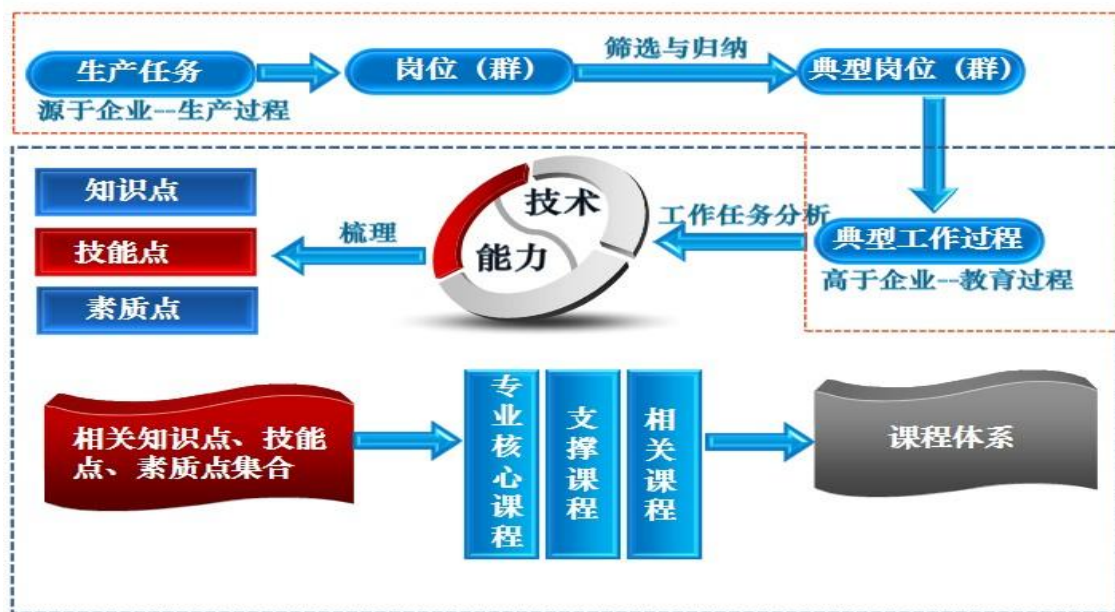 生产任务
岗位（群）
筛选与归纳
典型岗位（群）
源于企业--生产过程
知识点
技能点
素质点
梳理
技术
能力
工作任务分析
典型工作过程
高于企业--教育过程
相关知识点、技能
点、素质点集合
专业核心课程
支撑课程
相关课程
课程体系